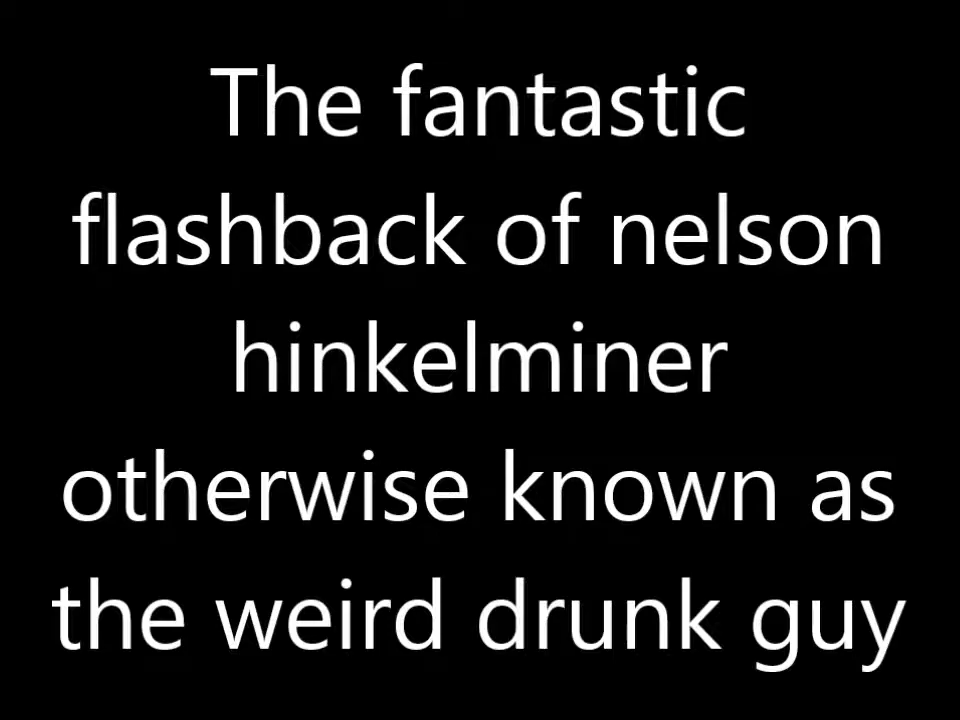 The fantastic
flashback of nelson
hinkelminer
otherwise known as
the weird drunk guy